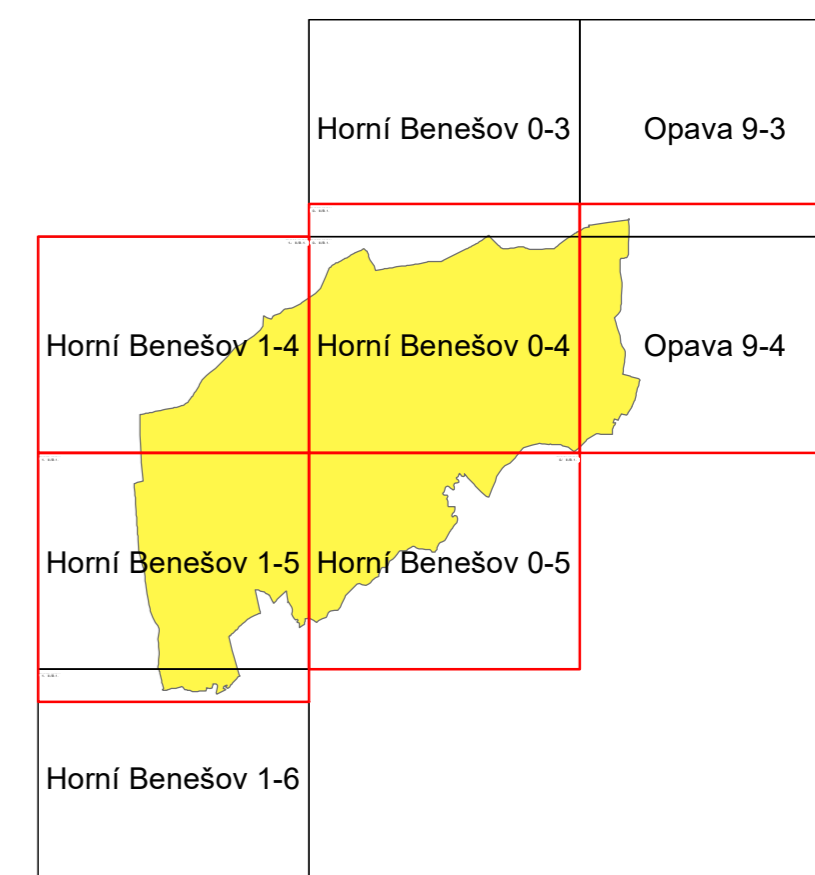 Horní Benešov 0-3
Opava 9-3
Horní Benešov 1-4
Horní Benešov 0-4
Opava 9-4
Horní Benešov 1-5
Horní Benešov 0-5
Horní Benešov 1-6